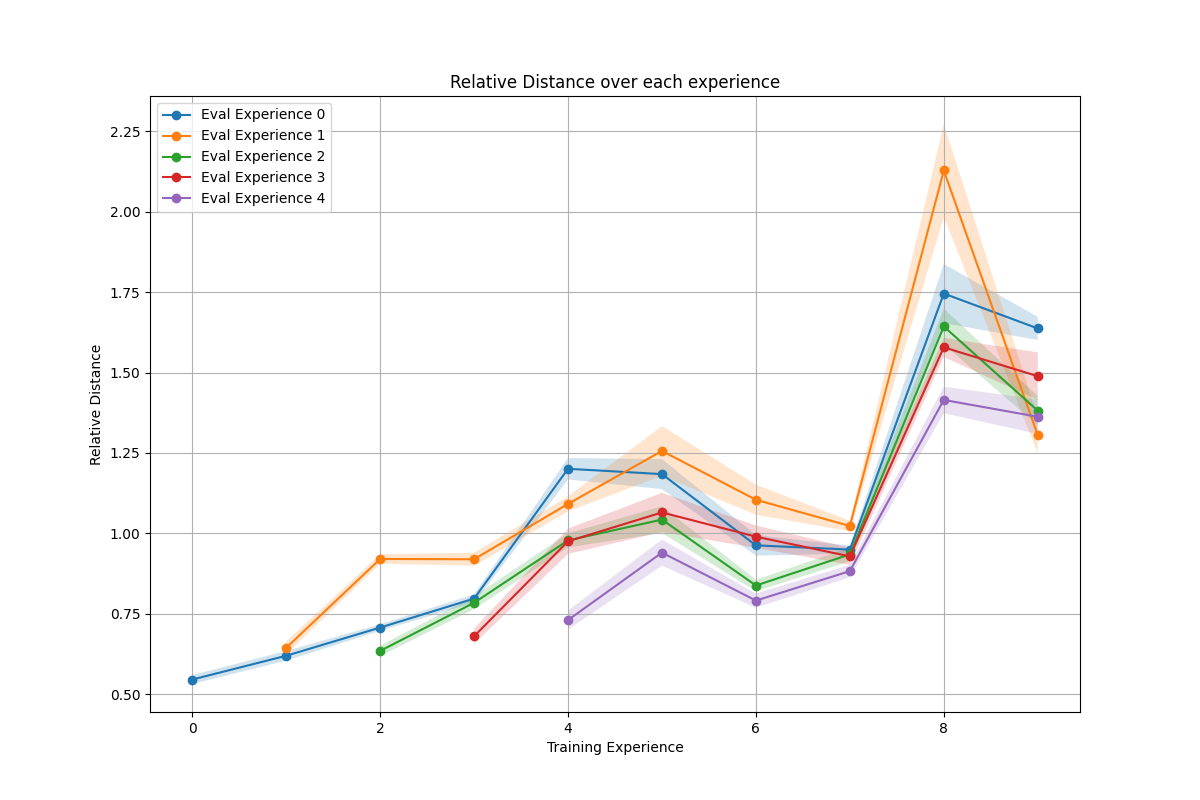 Relative Distance over each experience
Eval Experience 0
Eval Experience 1
Eval Experience 2
Eval Experience 3
Eval Experience 4
Relative Distance
2.25
2.00
1.75
1.50
1.25
1.00
0.75
0.50
0 2 4 6 8
Training Experience